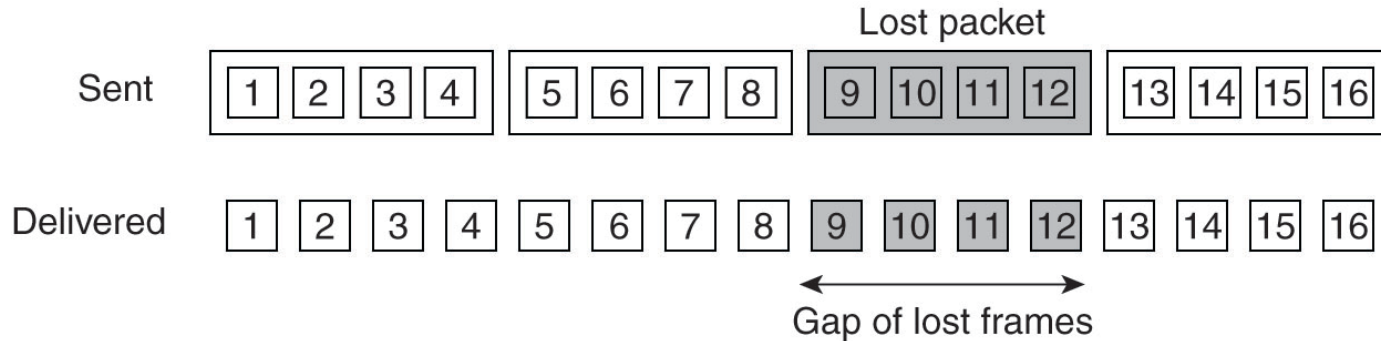 Lost packet
Sent 1 2 3 4 5 6 7 8 9 10 11 12 13 14 15 16
Delivered 1 2 3 4 5 6 7 8 9 10 11 12 13 14 15 16
Gap of lost frames